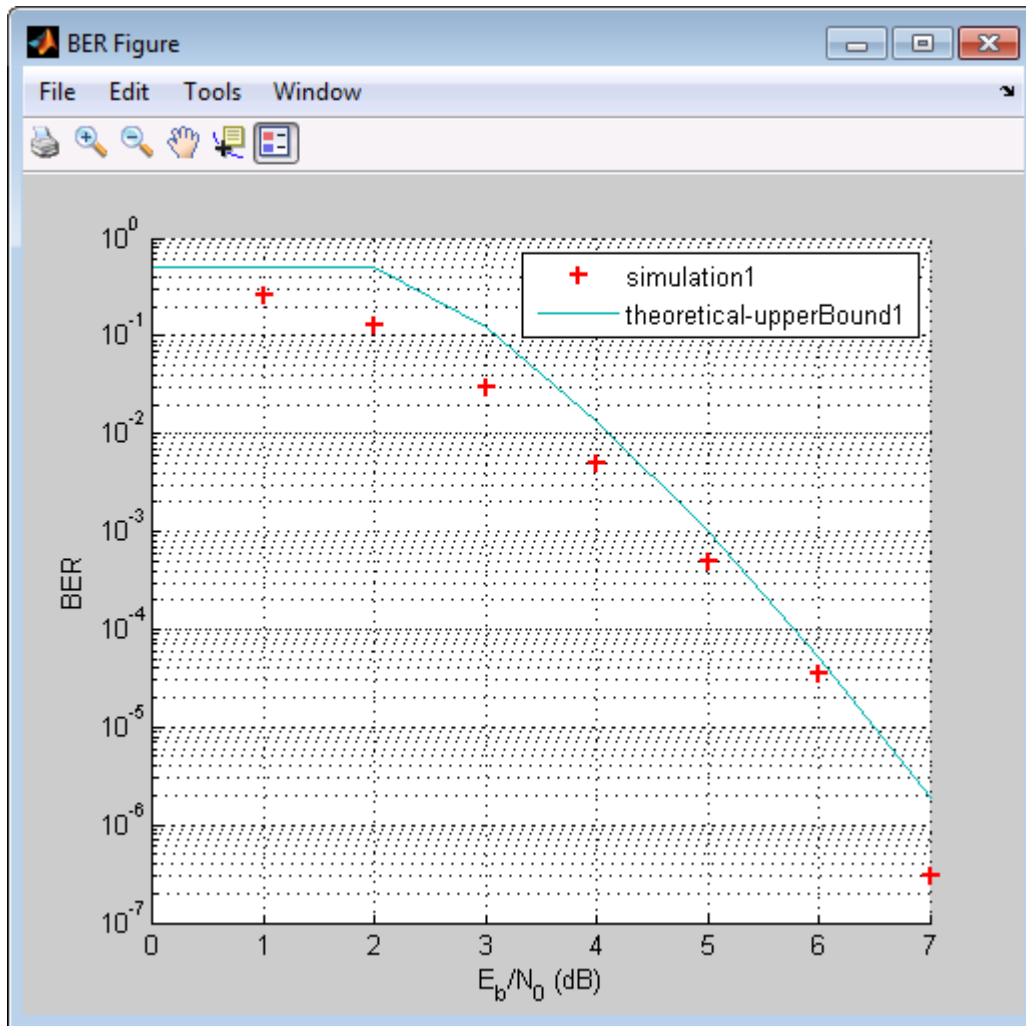 BER Figure
File Edit Tools Window
10^0
10^-1
10^-2
10^-3
10^-4
10^-5
10^-6
10^-7
BER
simulation1
theoretical-upperBound1
0 1 2 3 4 5 6 7
E_b/N_0 (dB)